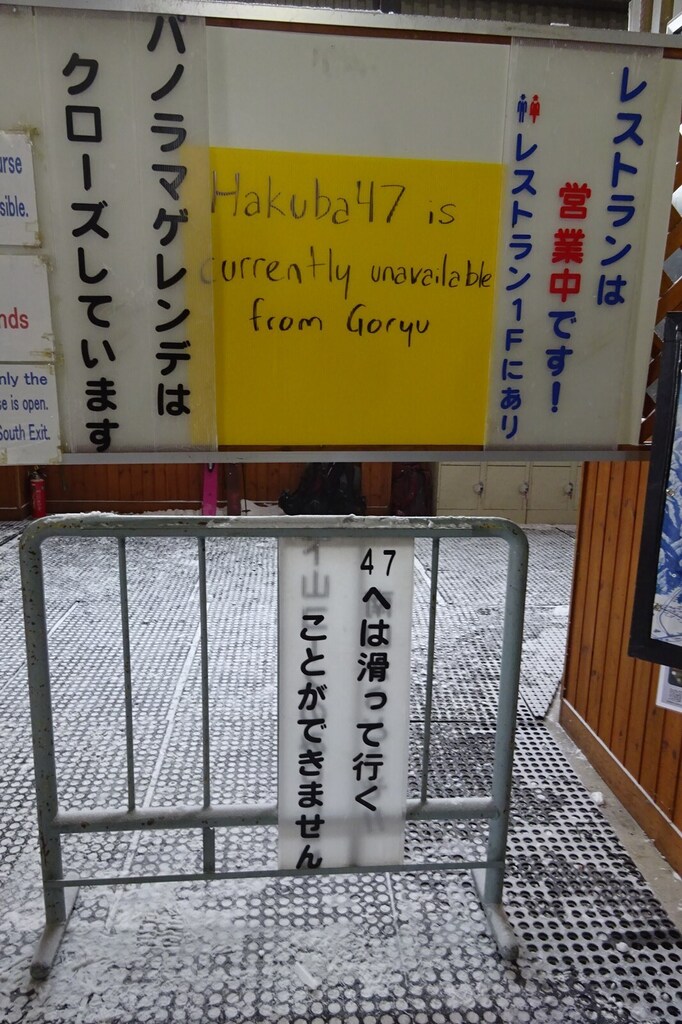 レストランは
営業中です!
レストラン1Fにあり
Hakuba47 is
currently unavailable
from Goryu
パノラマゲレンデは
クローズしています
sible.
nds
nly the
e is open.
South Exit.
47へは滑って行く
ことができません